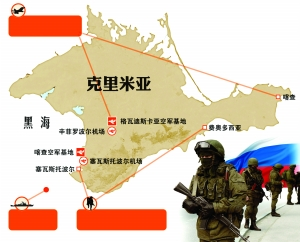 克里米亚
喀查
黑海
格瓦迪斯卡亚空军基地
辛菲罗波尔机场
费奥多西亚
喀查空军基地
塞瓦斯托波尔机场
塞瓦斯托波尔